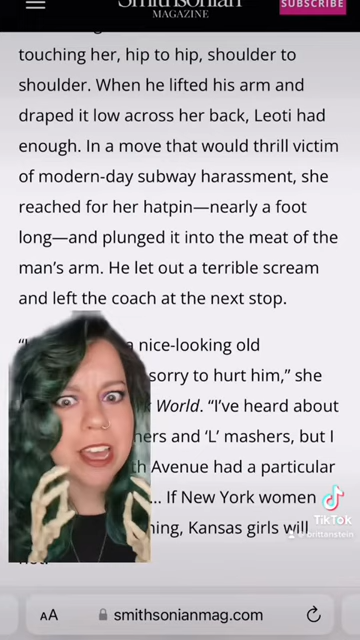 Smithsonian
MAGAZINE
SUBSCRIBE
touching her, hip to hip, shoulder to
shoulder. When he lifted his arm and
draped it low across her back, Leoti had
enough. In a move that would thrill victim
of modern-day subway harassment, she
reached for her hatpin—nearly a foot
long—and plunged it into the meat of the
man’s arm. He let out a terrible scream
and left the coach at the next stop.
a nice-looking old
sorry to hurt him,” she
World. “I’ve heard about
and ‘L’ mashers, but I
Avenue had a particular
… If New York women
Kansas girls will
TikTok
@brittanstein
AA smithsonianmag.com